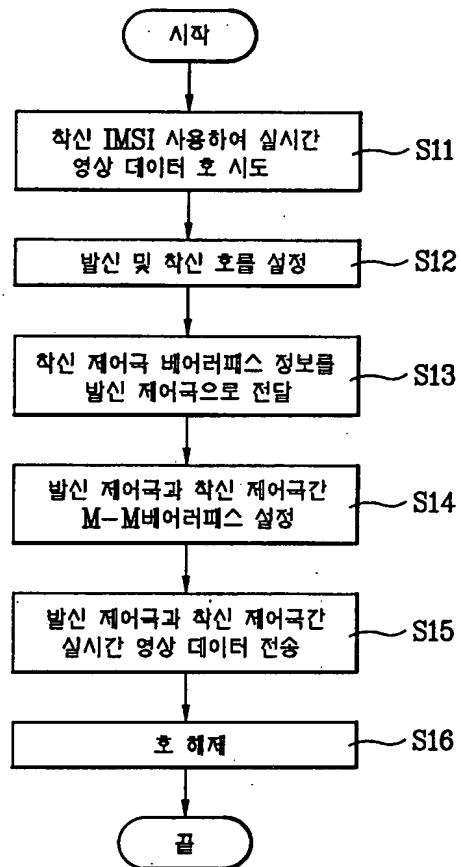 시작
착신 IMSI 사용하여 실시간
영상 데이터 호 시도
S11
발신 및 착신 호를 설정
S12
착신 제어국 베어러패스 정보를
발신 제어국으로 전달
S13
발신 제어국과 착신 제어국간
M-M베어러패스 설정
S14
발신 제어국과 착신 제어국간
실시간 영상 데이터 전송
S15
호 해제
S16
끝